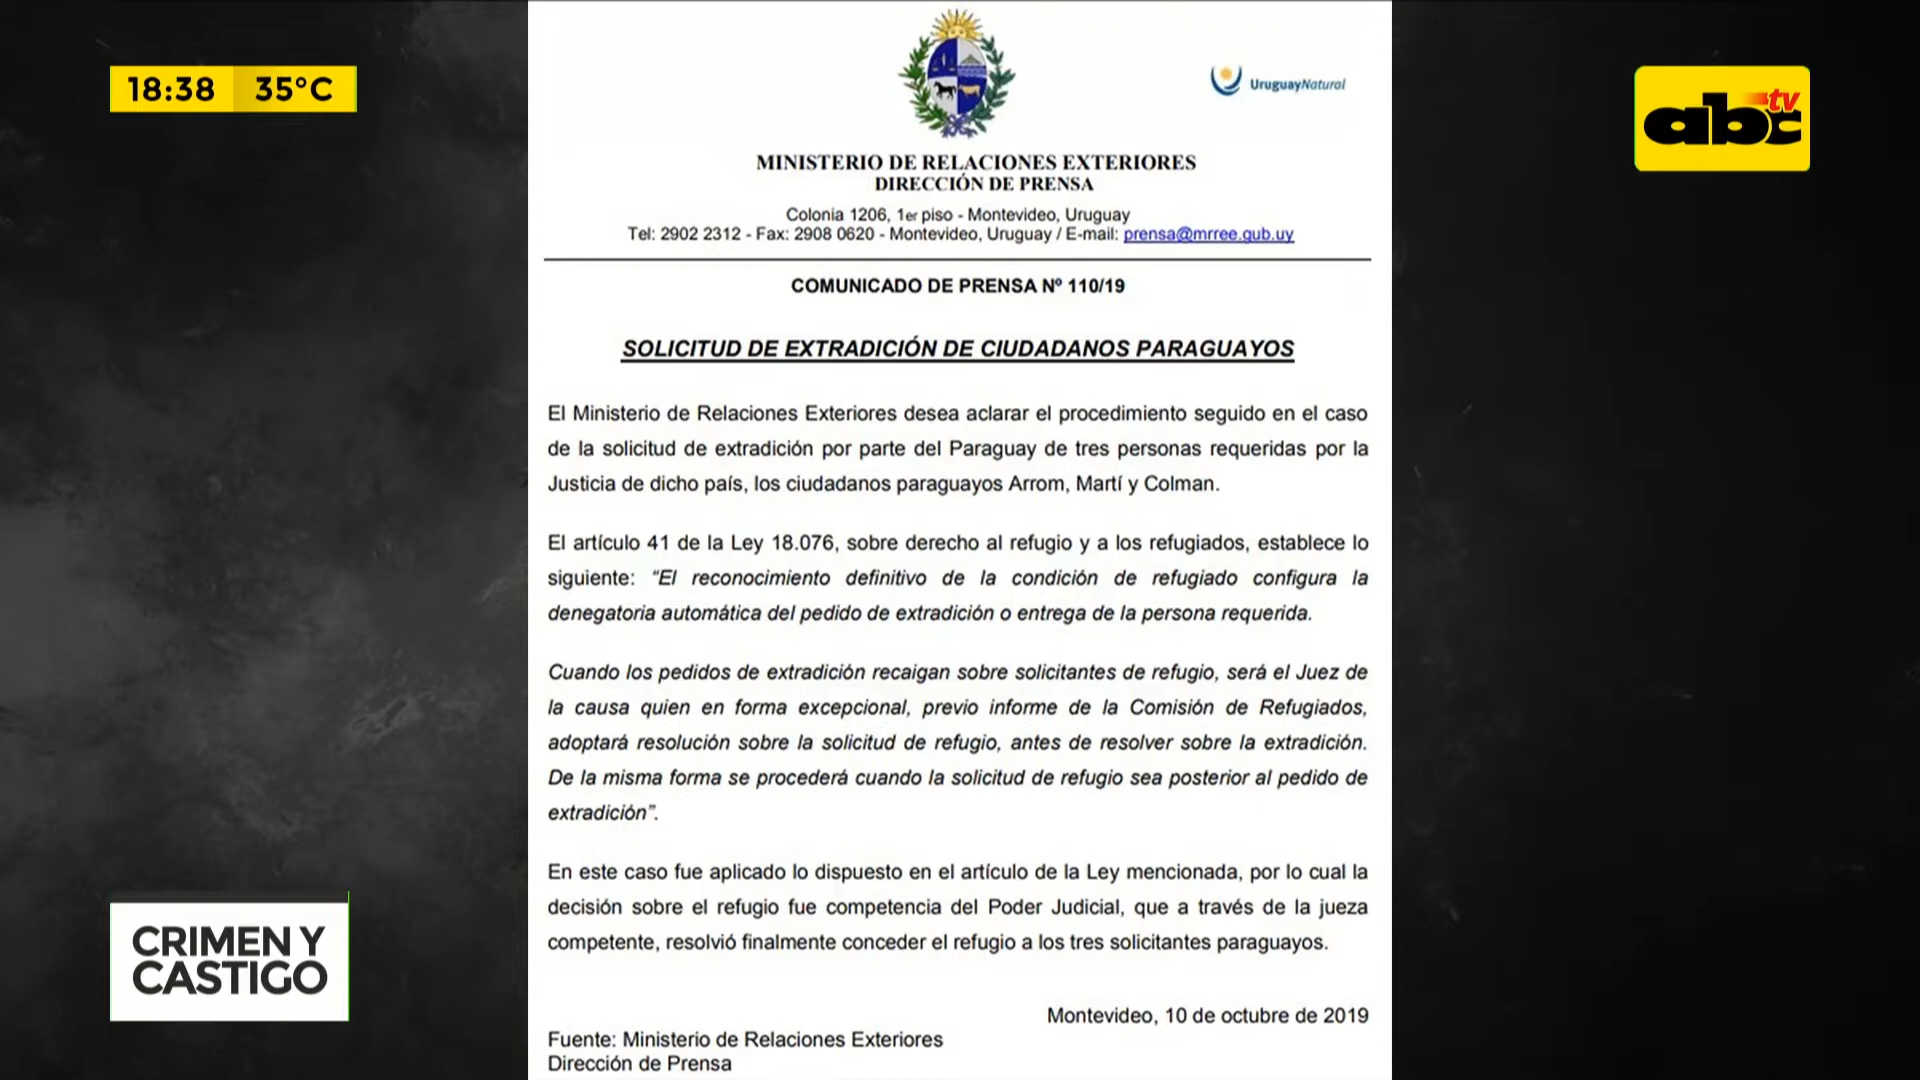 18:38 35°C
UruguayNatural
abc tv
MINISTERIO DE RELACIONES EXTERIORES
DIRECCIÓN DE PRENSA
Colonia 1206, 1er piso - Montevideo, Uruguay
Tel: 2902 2312 - Fax: 2908 0620 - Montevideo, Uruguay / E-mail: prensa@mrree.gub.uy
COMUNICADO DE PRENSA Nº 110/19
SOLICITUD DE EXTRADICIÓN DE CIUDADANOS PARAGUAYOS
El Ministerio de Relaciones Exteriores desea aclarar el procedimiento seguido en el caso
de la solicitud de extradición por parte del Paraguay de tres personas requeridas por la
Justicia de dicho país, los ciudadanos paraguayos Arrom, Martí y Colman.
El artículo 41 de la Ley 18.076, sobre derecho al refugio y a los refugiados, establece lo
siguiente: “El reconocimiento definitivo de la condición de refugiado configura la
denegatoria automática del pedido de extradición o entrega de la persona requerida.
Cuando los pedidos de extradición recaigan sobre solicitantes de refugio, será el Juez de
la causa quien en forma excepcional, previo informe de la Comisión de Refugiados,
adoptará resolución sobre la solicitud de refugio, antes de resolver sobre la extradición.
De la misma forma se procederá cuando la solicitud de refugio sea posterior al pedido de
extradición”.
En este caso fue aplicado lo dispuesto en el artículo de la Ley mencionada, por lo cual la
decisión sobre el refugio fue competencia del Poder Judicial, que a través de la jueza
competente, resolvió finalmente conceder el refugio a los tres solicitantes paraguayos.
Montevideo, 10 de octubre de 2019
Fuente: Ministerio de Relaciones Exteriores
Dirección de Prensa
CRIMEN Y
CASTIGO